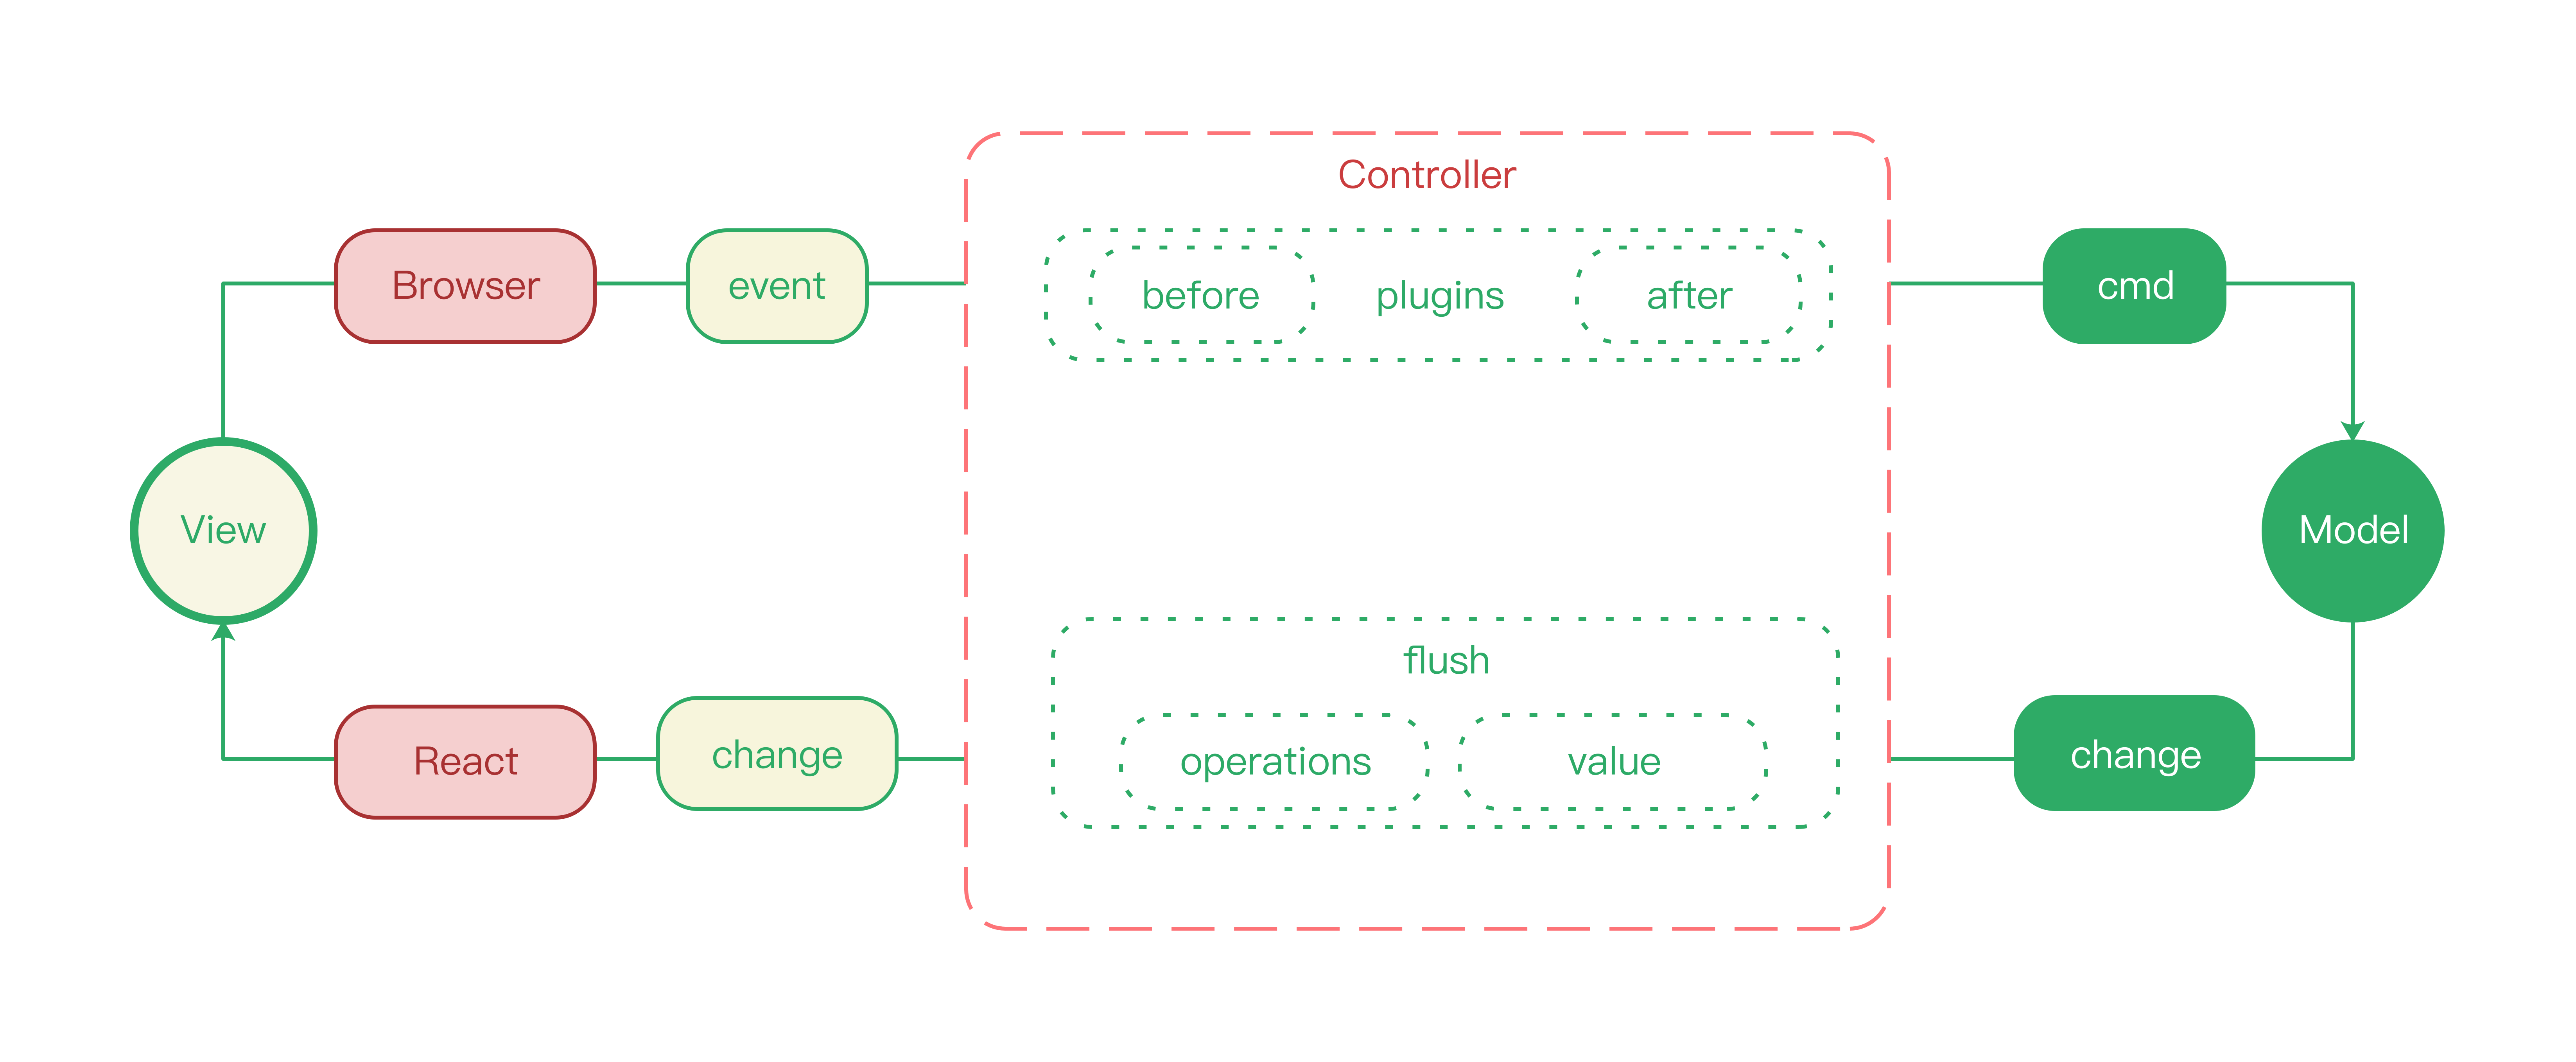 Controller
Browser
event
before
plugins
after
cmd
View
Model
flush
React
change
operations
value
change